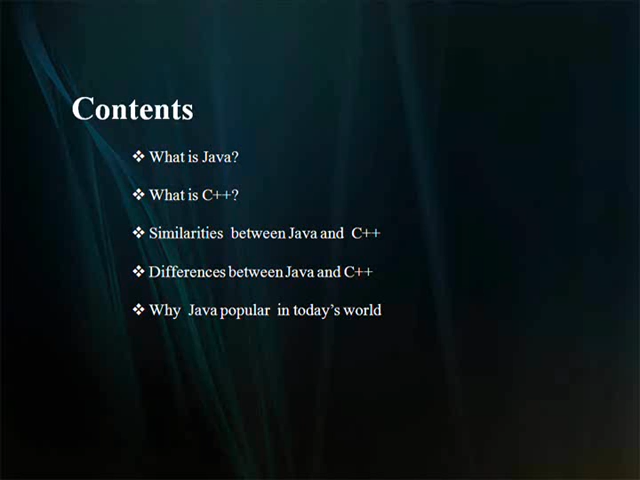 Contents
❖ What is Java?
❖ What is C++?
❖ Similarities between Java and C++
❖ Differences between Java and C++
❖ Why Java popular in today’s world